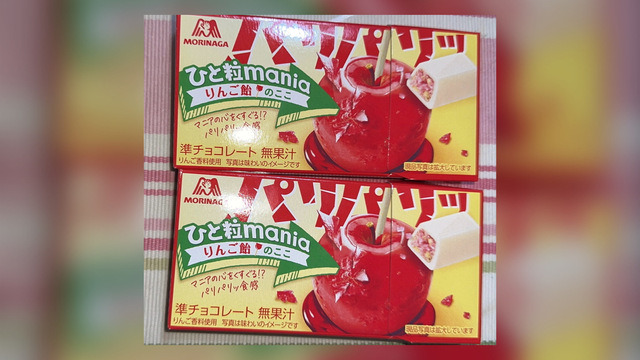 パリパリッ
MORINAGA
ひと粒mania
りんご飴のここ
マニアの心をくすぐる!?
パリパリッ食感
準チョコレート 無果汁
りんご香料使用 写真は味わいのイメージです
現品写真は拡大しています
パリパリッ
MORINAGA
ひと粒mania
りんご飴のここ
マニアの心をくすぐる!?
パリパリッ食感
準チョコレート 無果汁
りんご香料使用 写真は味わいのイメージです
現品写真は拡大しています